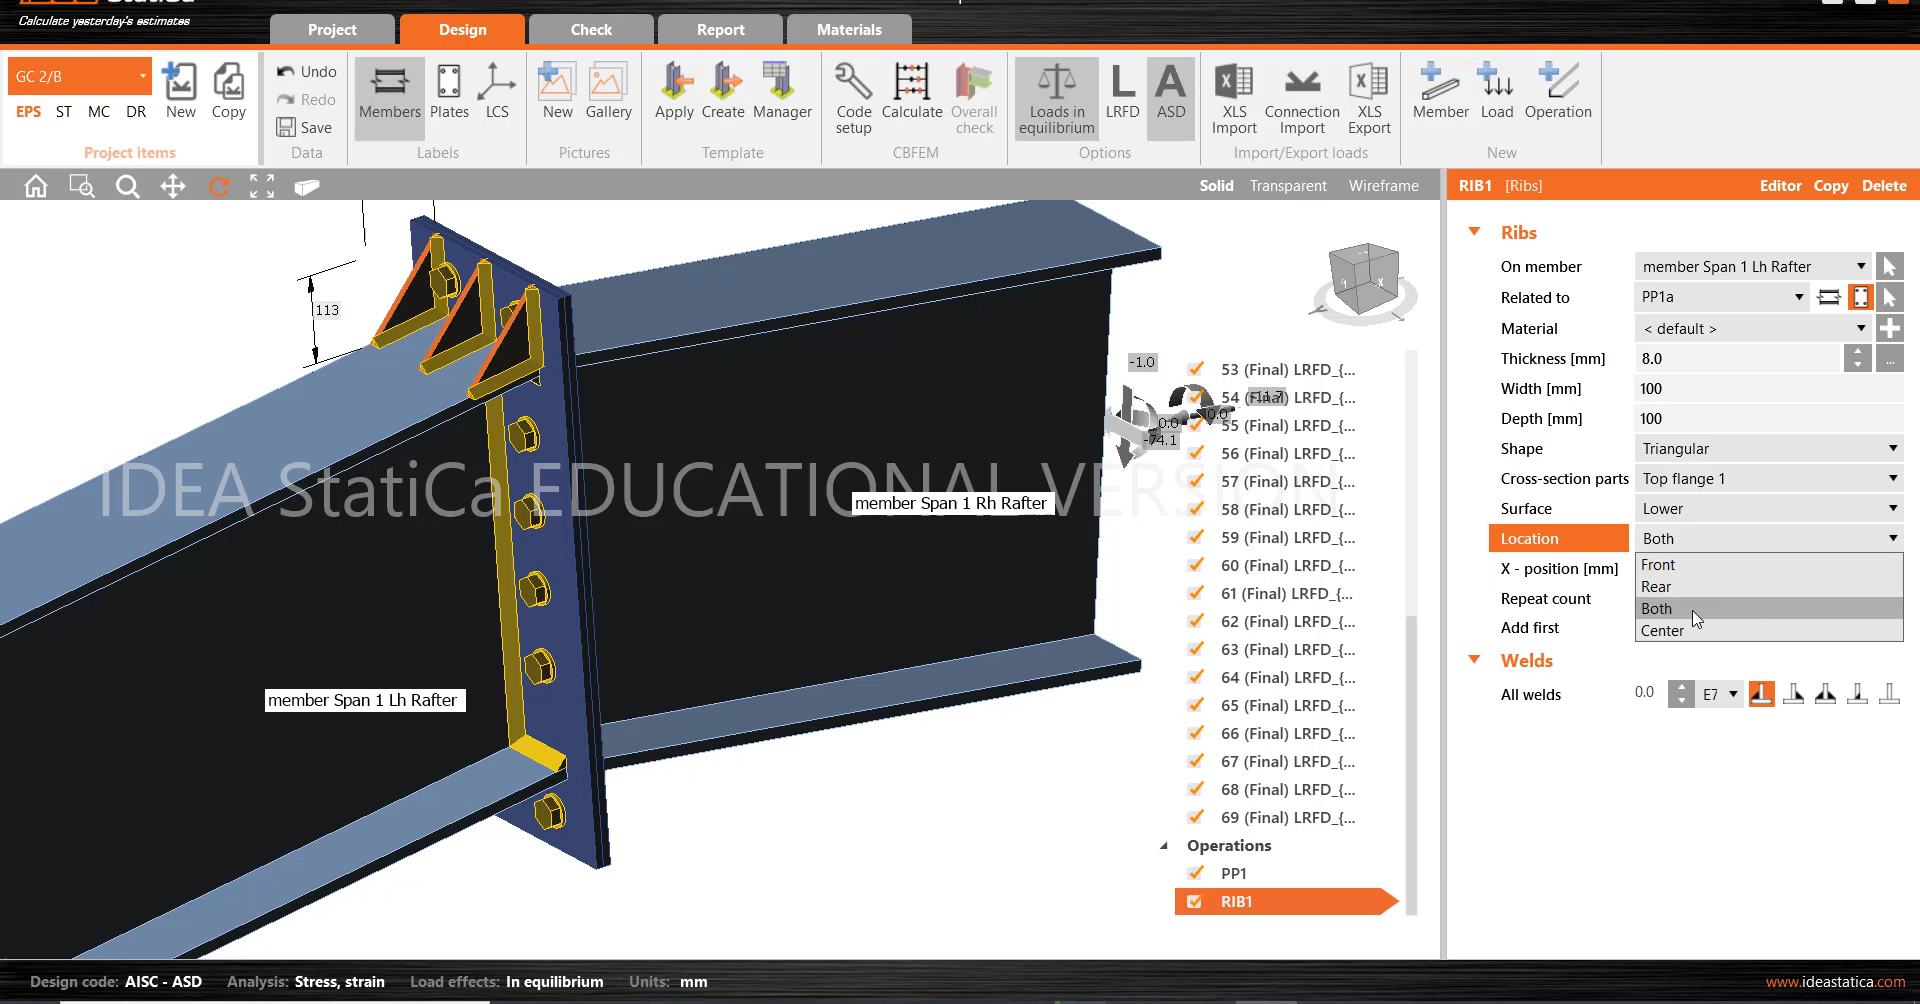 Calculate yesterday's estimates
Project
Design
Check
Report
Materials
GC 2/B
EPS ST MC DR
New
Copy
Project items
Undo
Redo
Save
Data
Members
Plates
LCS
Labels
New
Gallery
Pictures
Apply
Create
Manager
Template
Code setup
Calculate
Overall check
CBFEM
Loads in equilibrium
LRFD
ASD
Options
XLS Import
Connection Import
XLS Export
Import/Export loads
Member
Load
Operation
New
Solid Transparent Wireframe
RIB1 [Ribs] Editor Copy Delete
113
member Span 1 Rh Rafter
member Span 1 Lh Rafter
IDEA StatiCa EDUCATIONAL VERSION
-1.0
-11.7
0.0
0.0
-74.1
53 (Final) LRFD_{...
54 (Final) LRFD_{...
55 (Final) LRFD_{...
56 (Final) LRFD_{...
57 (Final) LRFD_{...
58 (Final) LRFD_{...
59 (Final) LRFD_{...
60 (Final) LRFD_{...
61 (Final) LRFD_{...
62 (Final) LRFD_{...
63 (Final) LRFD_{...
64 (Final) LRFD_{...
65 (Final) LRFD_{...
66 (Final) LRFD_{...
67 (Final) LRFD_{...
68 (Final) LRFD_{...
69 (Final) LRFD_{...
Operations
PP1
RIB1
Ribs
On member member Span 1 Lh Rafter
Related to PP1a
Material < default >
Thickness [mm] 8.0
Width [mm] 100
Depth [mm] 100
Shape Triangular
Cross-section parts Top flange 1
Surface Lower
Location Both
Front
Rear
Both
Center
X - position [mm]
Repeat count
Add first
Welds
All welds 0.0 E7
Design code: AISC - ASD Analysis: Stress, strain Load effects: In equilibrium Units: mm
www.ideastatica.com